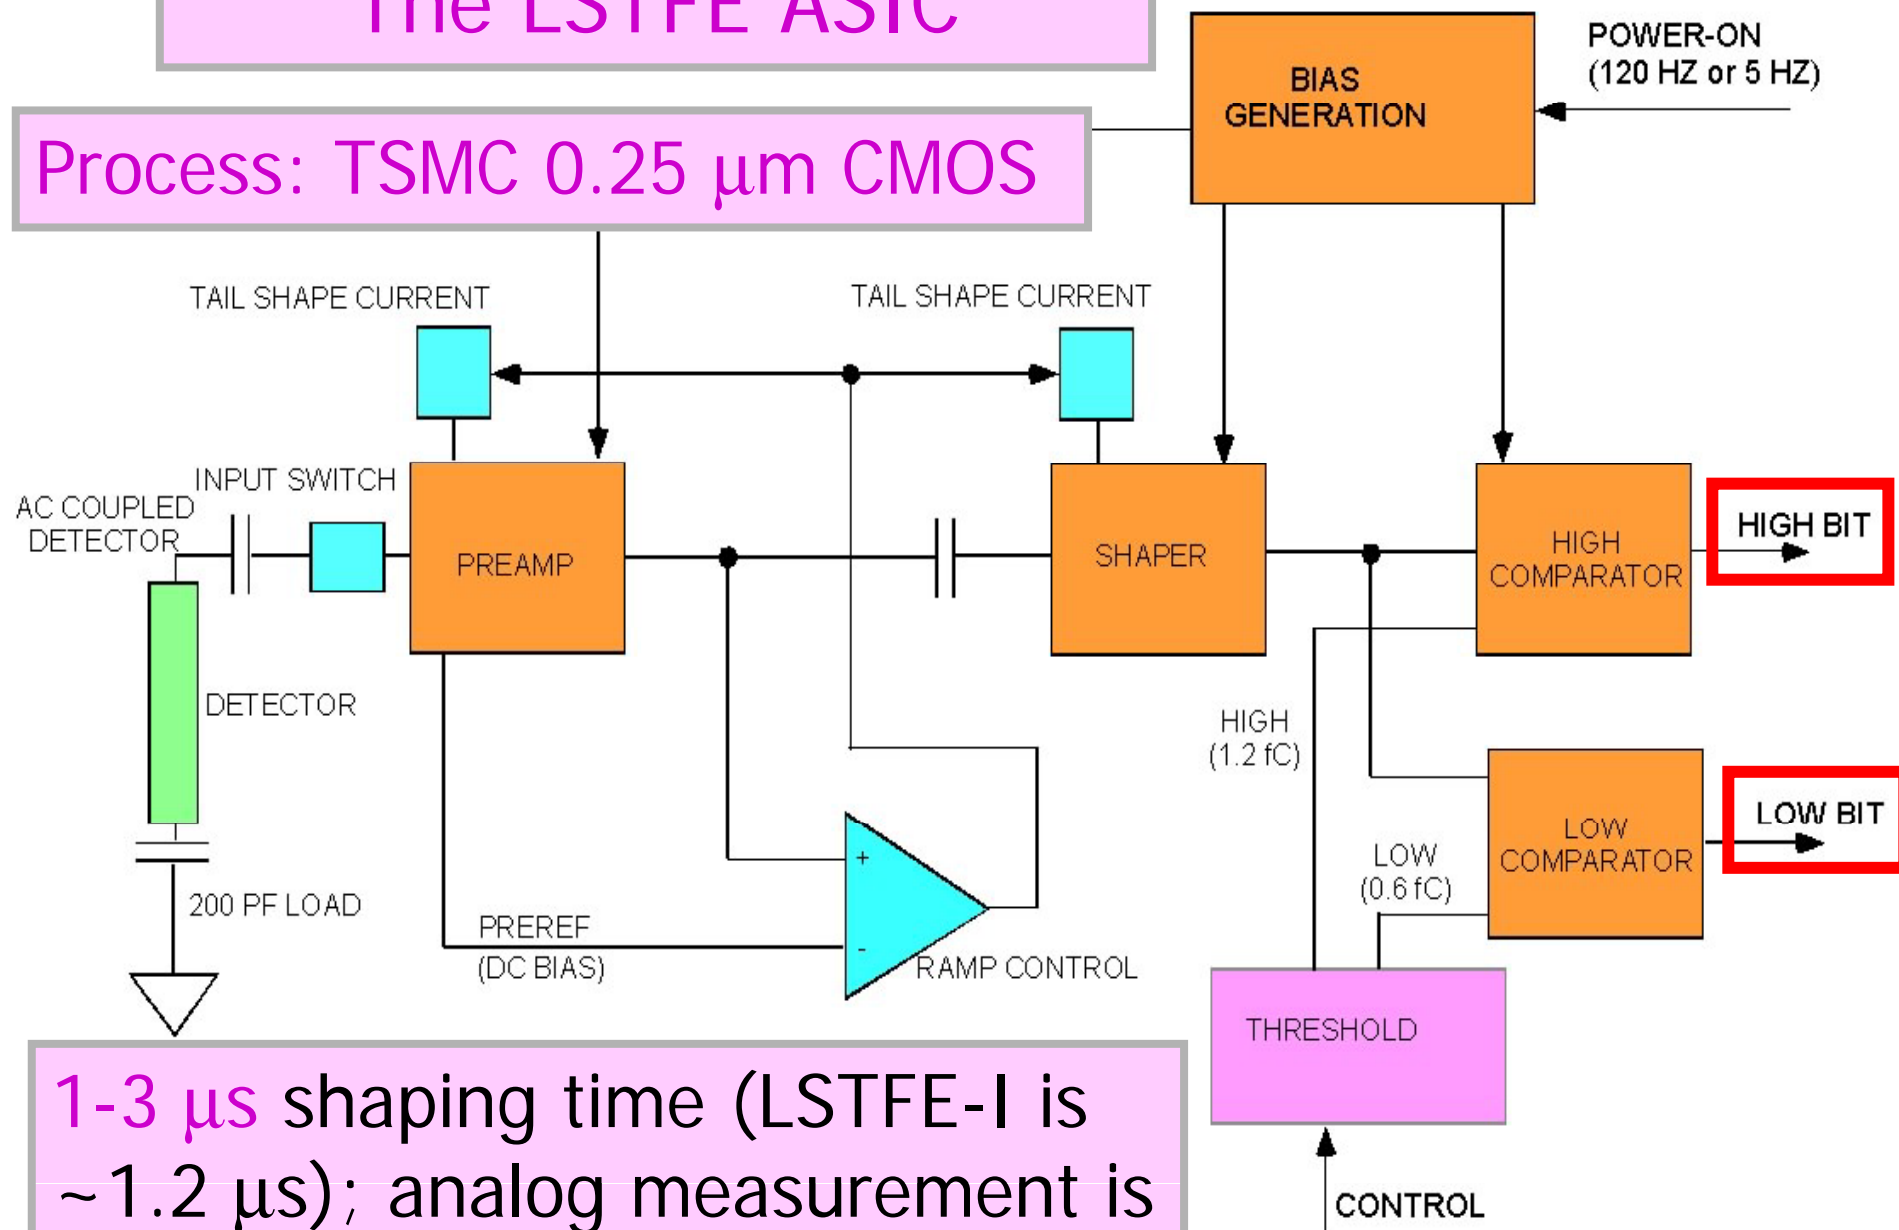 The LSTFE ASIC
POWER-ON
(120 HZ or 5 HZ)
BIAS
GENERATION
Process: TSMC 0.25 μm CMOS
TAIL SHAPE CURRENT
TAIL SHAPE CURRENT
INPUT SWITCH
AC COUPLED
DETECTOR
PREAMP
SHAPER
HIGH
COMPARATOR
HIGH BIT
DETECTOR
HIGH
(1.2 fC)
LOW
COMPARATOR
LOW BIT
LOW
(0.6 fC)
200 PF LOAD
+
-
PREREF
(DC BIAS)
RAMP CONTROL
THRESHOLD
1-3 μs shaping time (LSTFE-I is
~1.2 μs); analog measurement is
CONTROL